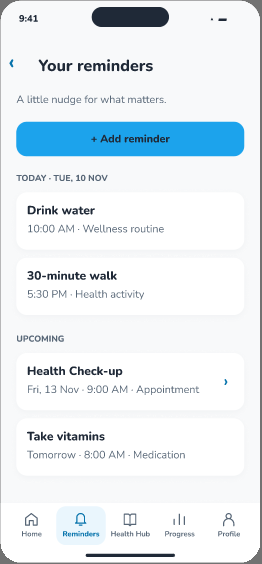 9:41
‹ Your reminders
A little nudge for what matters.
+ Add reminder
TODAY · TUE, 10 NOV
Drink water
10:00 AM · Wellness routine
30-minute walk
5:30 PM · Health activity
UPCOMING
Health Check-up
Fri, 13 Nov · 9:00 AM · Appointment ›
Take vitamins
Tomorrow · 8:00 AM · Medication
Home Reminders Health Hub Progress Profile